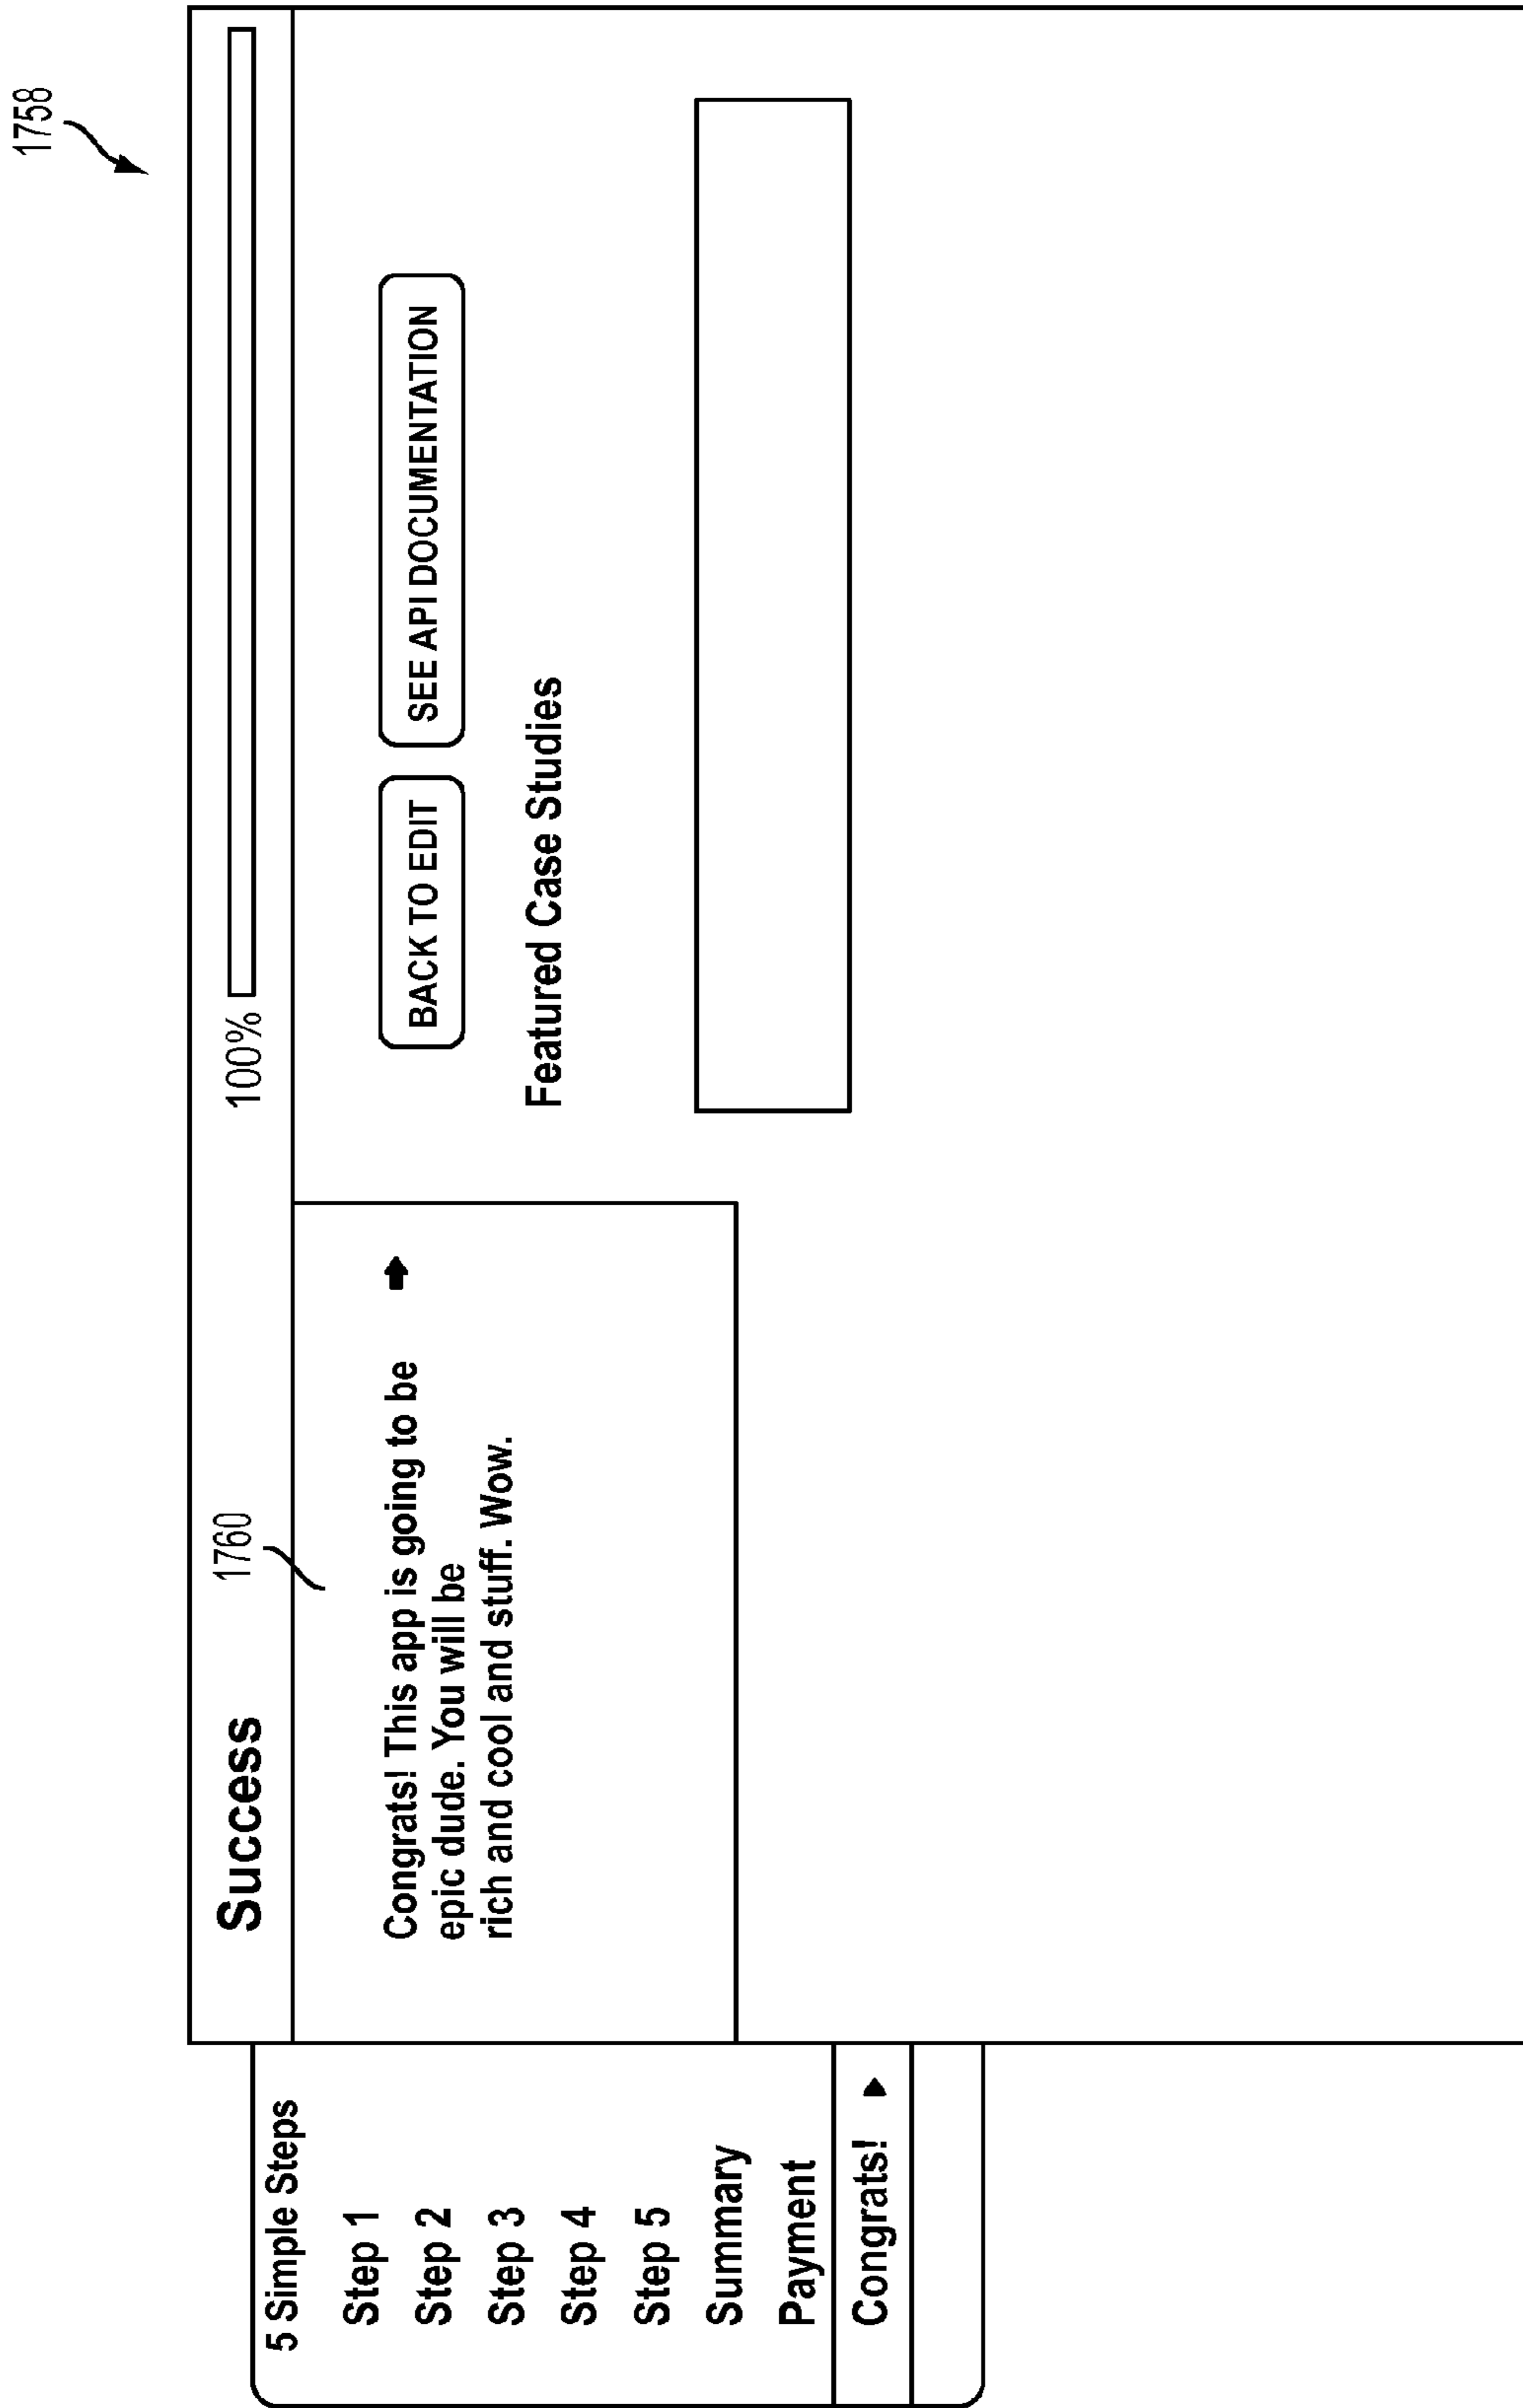 1758
5 Simple Steps
Step 1
Step 2
Step 3
Step 4
Step 5
Summary
Payment
Congrats!
Success
1760
100%
Congrats! This app is going to be
epic dude. You will be
rich and cool and stuff. Wow.
BACK TO EDIT
SEE API DOCUMENTATION
Featured Case Studies